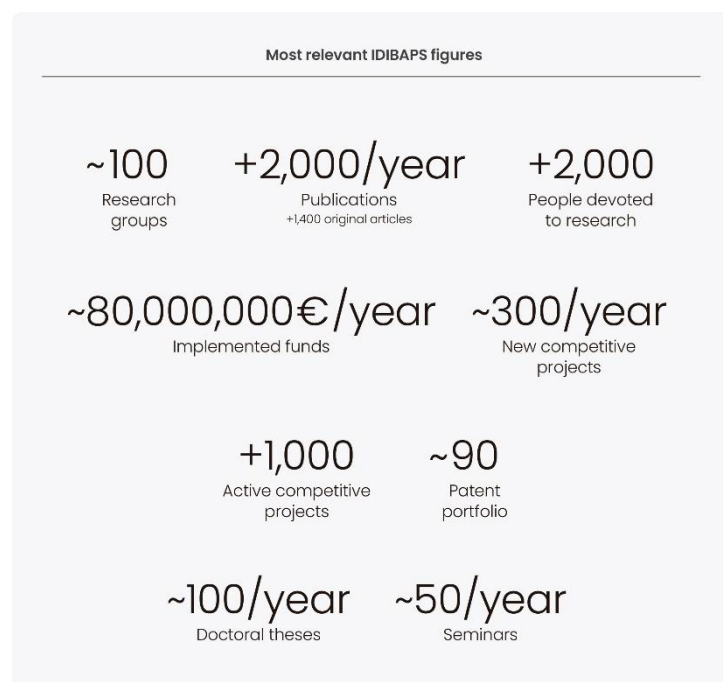 Most relevant IDIBAPS figures
~100
Research
groups
+2,000/year
Publications
+1,400 original articles
+2,000
People devoted
to research
~80,000,000€/year
Implemented funds
~300/year
New competitive
projects
+1,000
Active competitive
projects
~90
Patent
portfolio
~100/year
Doctoral theses
~50/year
Seminars